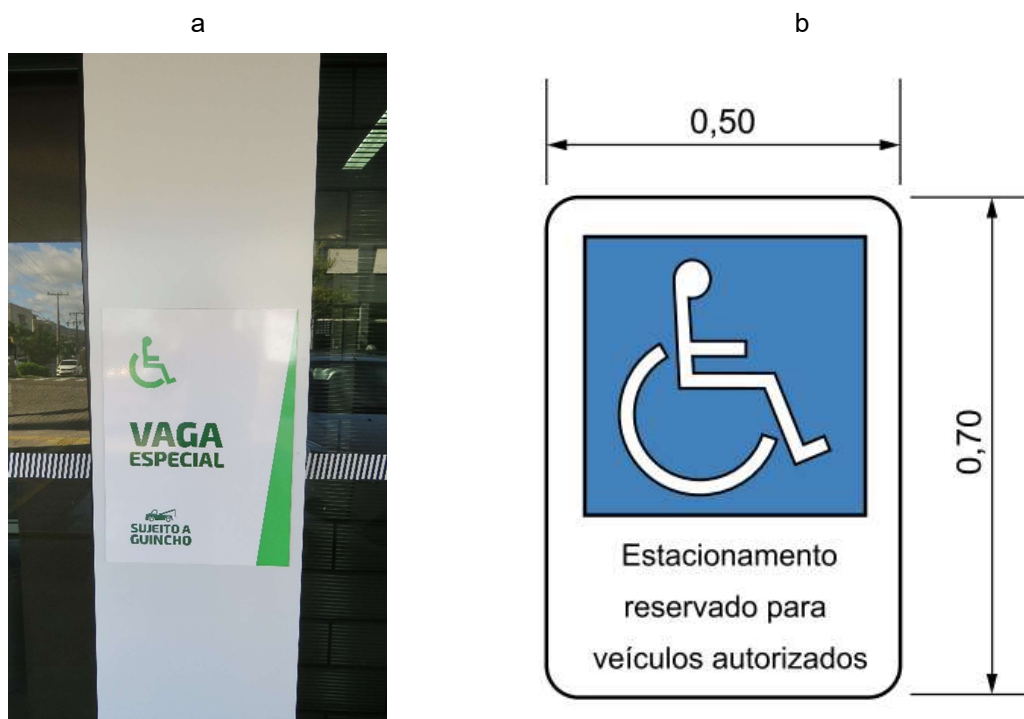 a
b
VAGA
ESPECIAL
SUJEITO A
GUINCHO
0,50
0,70
Estacionamento
reservado para
veículos autorizados